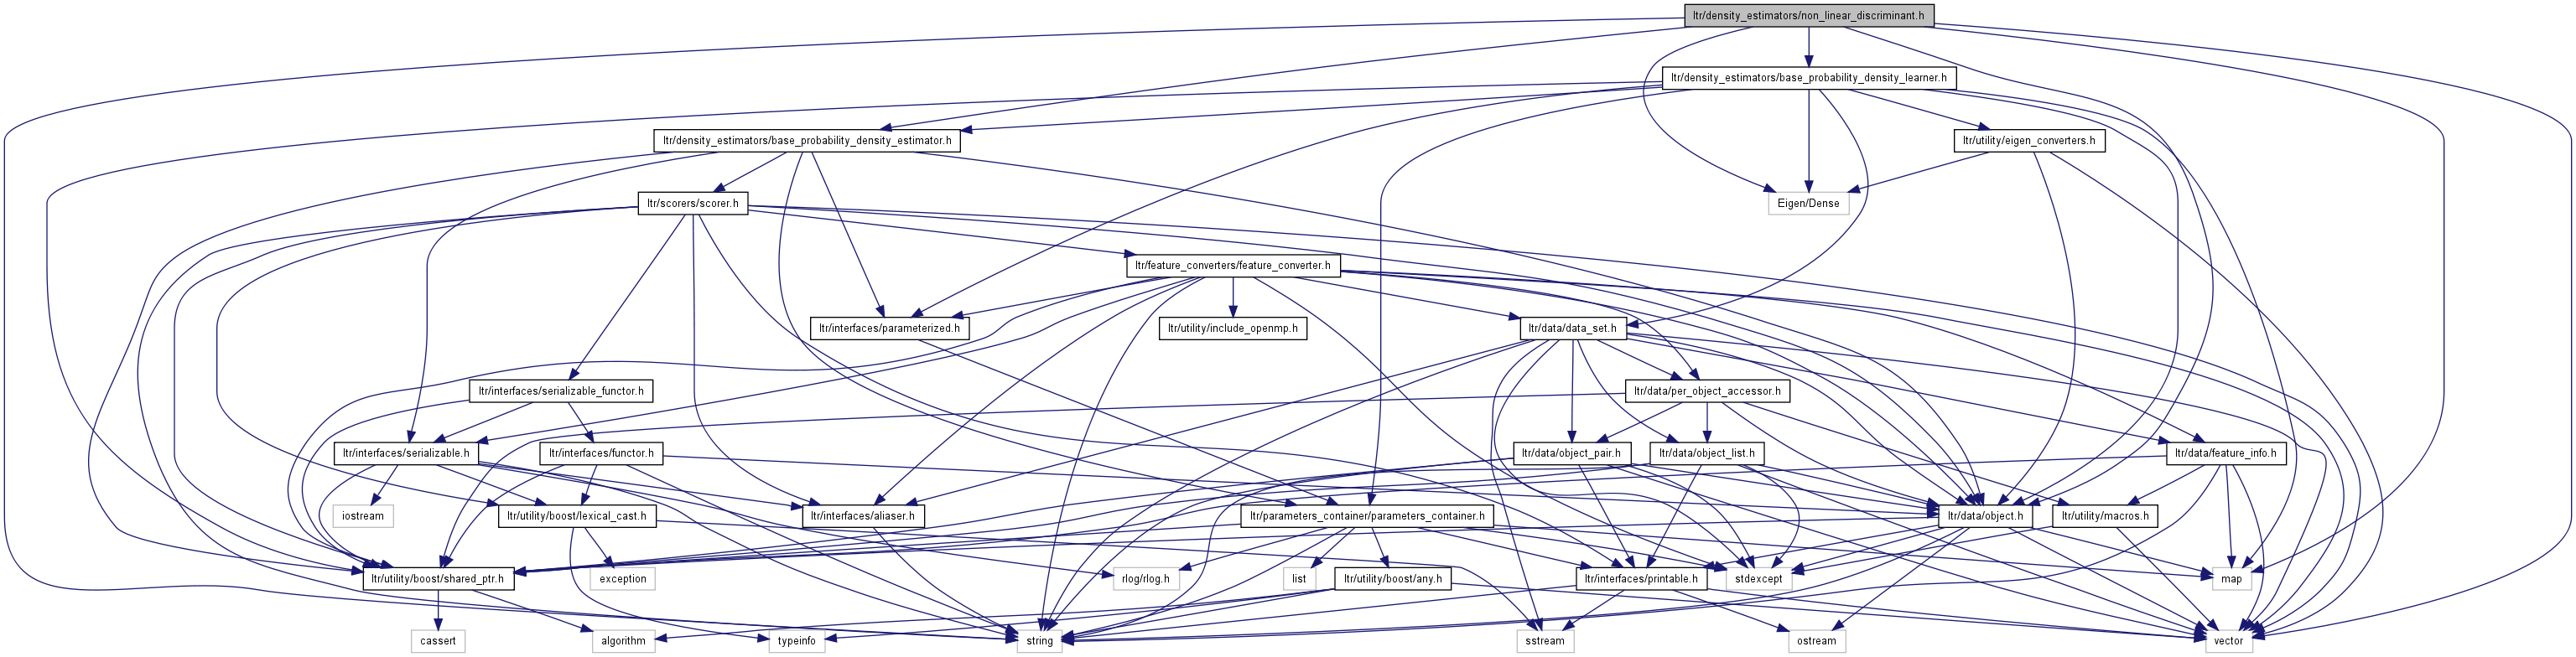 ltr/density_estimators/non_linear_discriminant.h
ltr/density_estimators/base_probability_density_learner.h
ltr/density_estimators/base_probability_density_estimator.h
ltr/utility/eigen_converters.h
ltr/scorers/scorer.h
Eigen/Dense
ltr/feature_converters/feature_converter.h
ltr/interfaces/parameterized.h
ltr/utility/include_openmp.h
ltr/data/data_set.h
ltr/interfaces/serializable_functor.h
ltr/data/per_object_accessor.h
ltr/interfaces/serializable.h
ltr/interfaces/functor.h
ltr/data/object_pair.h
ltr/data/object_list.h
ltr/data/feature_info.h
iostream
ltr/utility/boost/lexical_cast.h
ltr/interfaces/aliaser.h
ltr/parameters_container/parameters_container.h
ltr/data/object.h
ltr/utility/macros.h
ltr/utility/boost/shared_ptr.h
exception
rlog/rlog.h
list
ltr/utility/boost/any.h
ltr/interfaces/printable.h
stdexcept
map
cassert
algorithm
typeinfo
string
sstream
ostream
vector